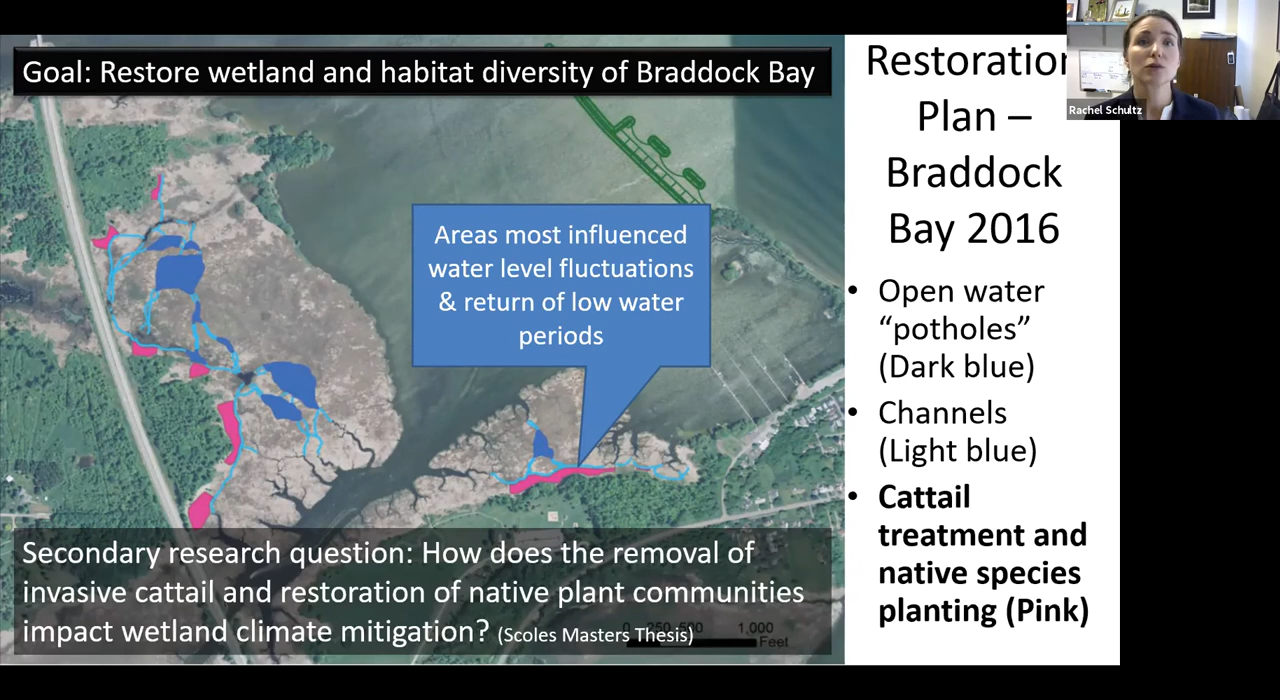 Goal: Restore wetland and habitat diversity of Braddock Bay
Areas most influenced
water level fluctuations
& return of low water
periods
Secondary research question: How does the removal of
invasive cattail and restoration of native plant communities
impact wetland climate mitigation? (Scoles Masters Thesis)
0 250 500 1,000
Feet
Restoration
Plan –
Braddock
Bay 2016
• Open water
“potholes”
(Dark blue)
• Channels
(Light blue)
• Cattail
treatment and
native species
planting (Pink)
Rachel Schultz